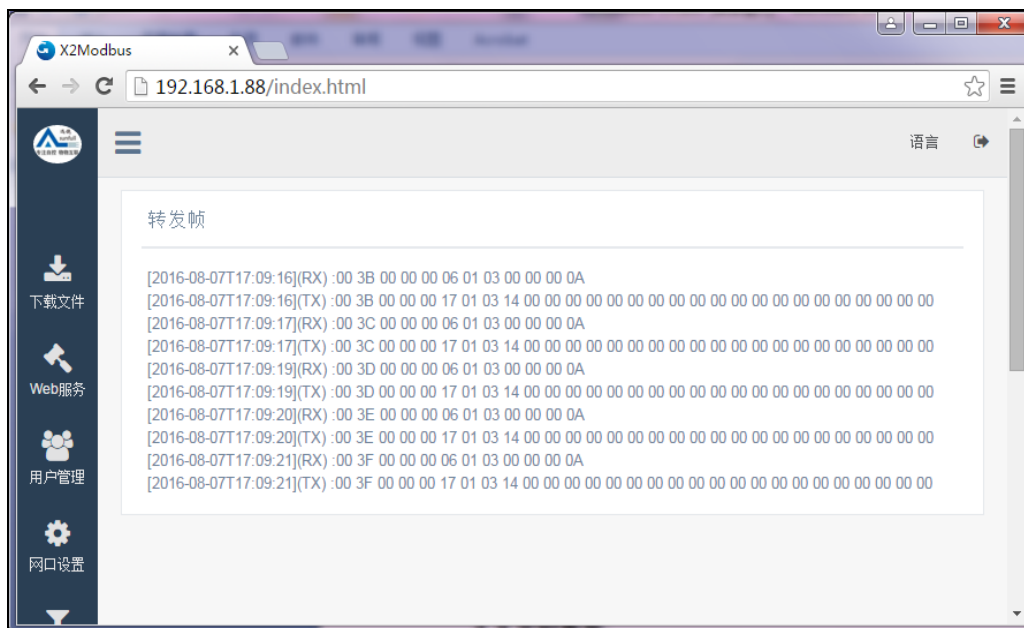 X2Modbus
192.168.1.88/index.html
语言
转发帧
[2016-08-07T17:09:16](RX) :00 3B 00 00 00 06 01 03 00 00 00 0A
[2016-08-07T17:09:16](TX) :00 3B 00 00 00 17 01 03 14 00 00 00 00 00 00 00 00 00 00 00 00 00 00 00 00 00 00 00 00
[2016-08-07T17:09:17](RX) :00 3C 00 00 00 06 01 03 00 00 00 0A
[2016-08-07T17:09:17](TX) :00 3C 00 00 00 17 01 03 14 00 00 00 00 00 00 00 00 00 00 00 00 00 00 00 00 00 00 00 00
[2016-08-07T17:09:19](RX) :00 3D 00 00 00 06 01 03 00 00 00 0A
[2016-08-07T17:09:19](TX) :00 3D 00 00 00 17 01 03 14 00 00 00 00 00 00 00 00 00 00 00 00 00 00 00 00 00 00 00 00
[2016-08-07T17:09:20](RX) :00 3E 00 00 00 06 01 03 00 00 00 0A
[2016-08-07T17:09:20](TX) :00 3E 00 00 00 17 01 03 14 00 00 00 00 00 00 00 00 00 00 00 00 00 00 00 00 00 00 00 00
[2016-08-07T17:09:21](RX) :00 3F 00 00 00 06 01 03 00 00 00 0A
[2016-08-07T17:09:21](TX) :00 3F 00 00 00 17 01 03 14 00 00 00 00 00 00 00 00 00 00 00 00 00 00 00 00 00 00 00 00
下载文件
Web服务
用户管理
网口设置